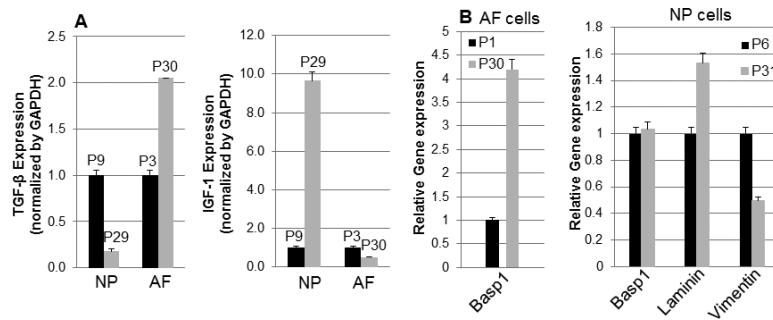 A
TGF-β Expression
(normalized by GAPDH)
2.5
2.0
1.5
1.0
0.5
0.0
P9
P29
P3
P30
NP
AF
IGF-1 Expression
(normalized by GAPDH)
12.0
10.0
8.0
6.0
4.0
2.0
0.0
P9
P29
P3
P30
NP
AF
B
AF cells
Relative Gene expression
5
4.5
4
3.5
3
2.5
2
1.5
1
0.5
0
P1
P30
Basp1
NP cells
Relative Gene expression
1.8
1.6
1.4
1.2
1
0.8
0.6
0.4
0.2
0
P6
P31
Basp1
Laminin
Vimentin